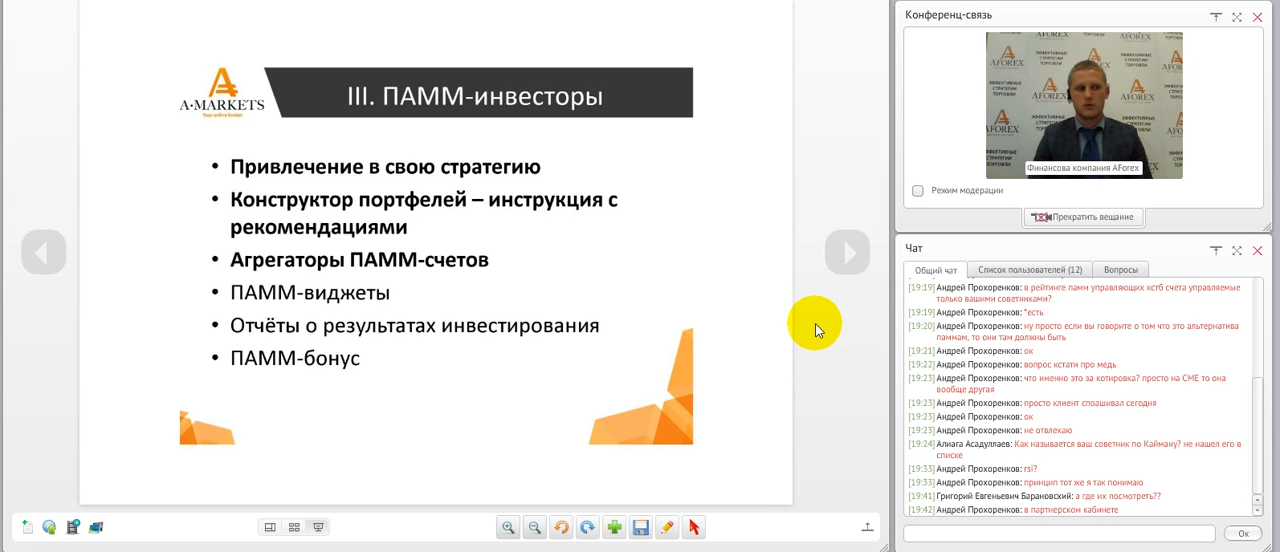 A-MARKETS
Your active broker
III. ПАММ-инвесторы
• Привлечение в свою стратегию
• Конструктор портфелей – инструкция с
рекомендациями
• Агрегаторы ПАММ-счетов
• ПАММ-виджеты
• Отчёты о результатах инвестирования
• ПАММ-бонус
Конференц-связь
AFOREX
ЭФФЕКТИВНЫЕ
СТРАТЕГИИ
ТОРГОВЛИ
AFOREX
Финансова компания AForex
Режим модерации
Прекратить вещание
Чат
Общий чат
Список пользователей (12)
Вопросы
[19:19] Андрей Прохоренков: в рейтинге памм управляющих кстб счета управляемые
только вашими советниками?
[19:19] Андрей Прохоренков: *есть
[19:20] Андрей Прохоренков: ну просто если вы говорите о том что это альтернатива
паммам, то они там должны быть
[19:21] Андрей Прохоренков: ок
[19:22] Андрей Прохоренков: вопрос кстати про медь
[19:23] Андрей Прохоренков: что именно это за котировка? просто на СМЕ то она
вообще другая
[19:23] Андрей Прохоренков: просто клиент споашивал сегодня
[19:23] Андрей Прохоренков: ок
[19:23] Андрей Прохоренков: не отвлекаю
[19:24] Алиага Асадуллаев: Как называется ваш советник по Кайману? не нашел его в
списке
[19:33] Андрей Прохоренков: rsi?
[19:33] Андрей Прохоренков: принцип тот же я так понимаю
[19:41] Григорий Евгеньевич Барановский: а где их посмотреть??
[19:42] Андрей Прохоренков: в партнерском кабинете
Ок